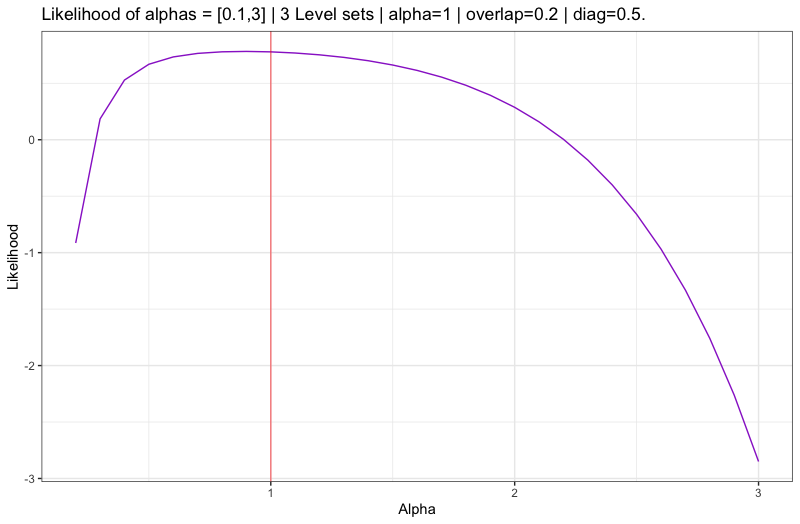 Likelihood of alphas = [0.1,3] | 3 Level sets | alpha=1 | overlap=0.2 | diag=0.5.
0
-1
-2
-3
Likelihood
1
2
3
Alpha